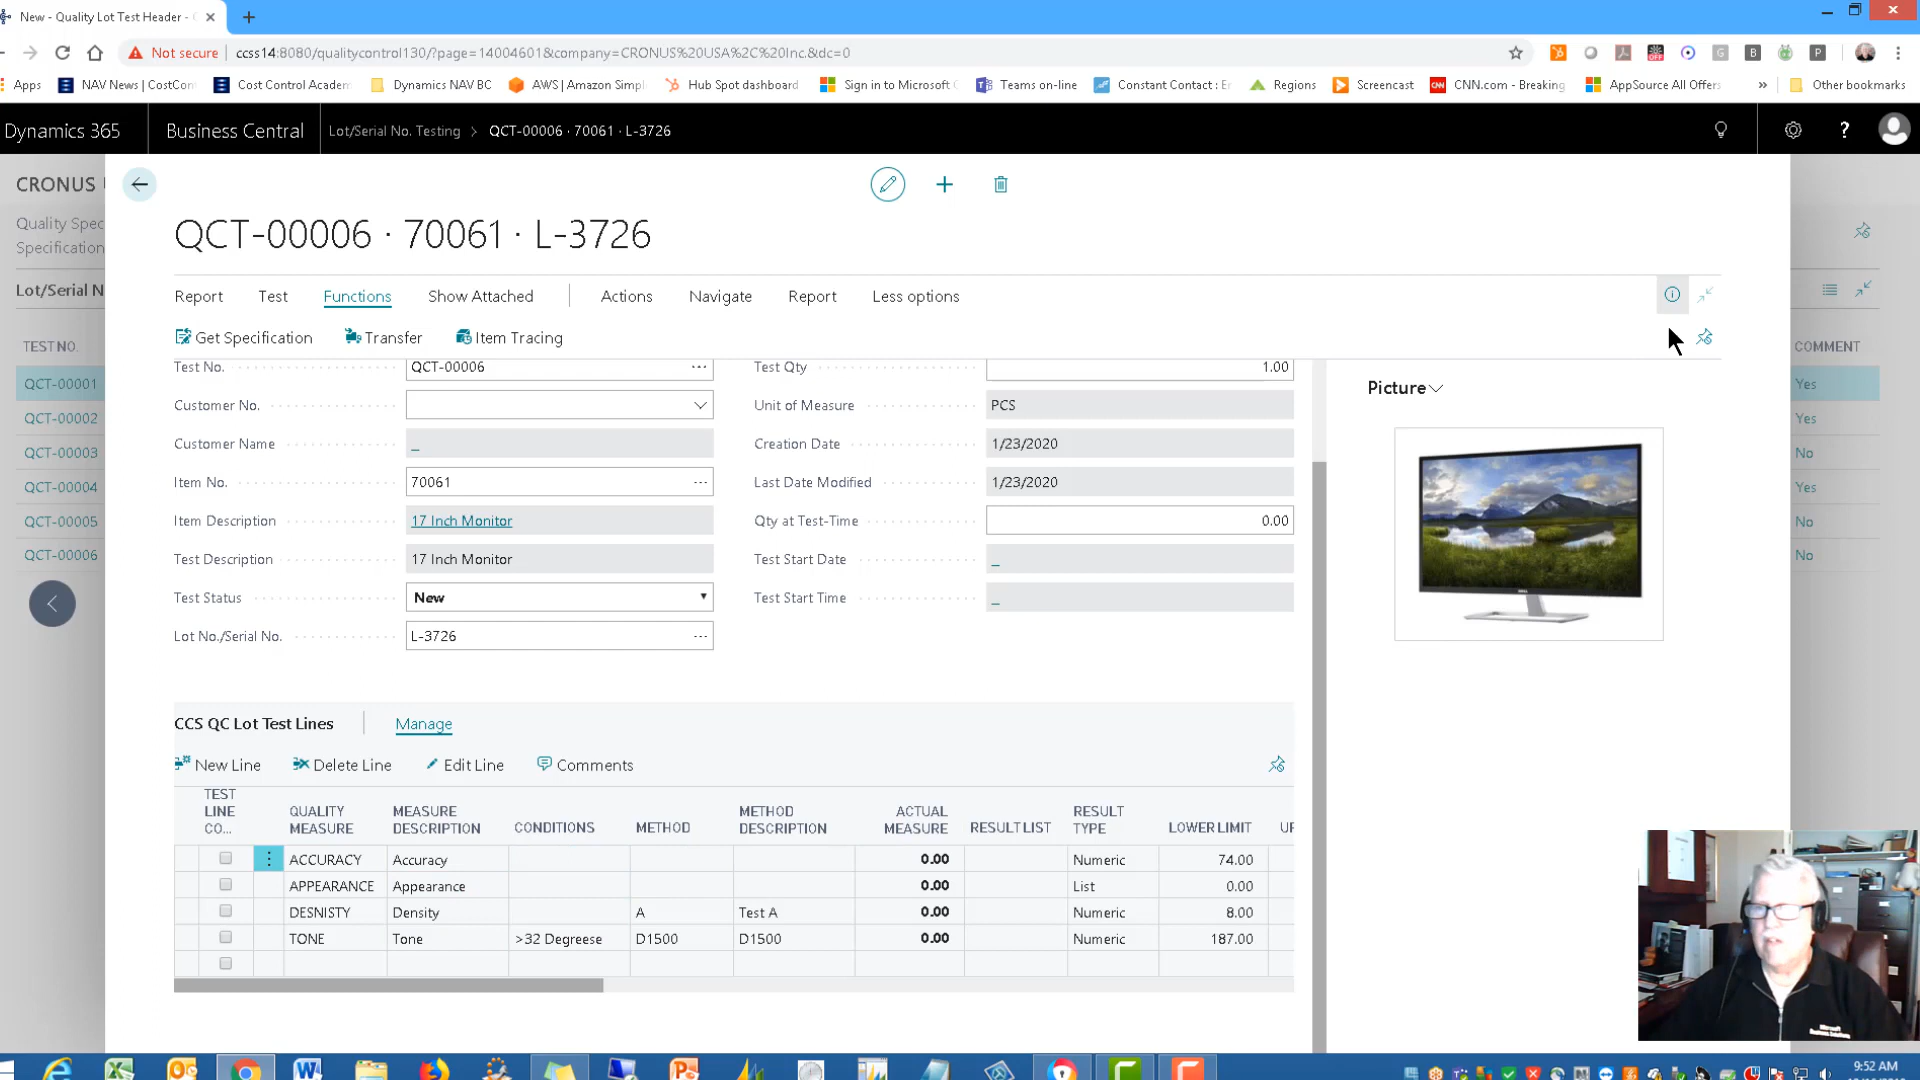 New - Quality Lot Test Header -
Not secure ccss14:8080/qualitycontrol130/?page=14004601&company=CRONUS%20USA%2C%20Inc.&dc=0
Apps NAV News | CostCon Cost Control Academ Dynamics NAV BC AWS | Amazon Simpl Hub Spot dashboard Sign in to Microsoft Teams on-line Constant Contact : E Regions Screencast CNN.com - Breaking AppSource All Offers » Other bookmarks
Dynamics 365 Business Central Lot/Serial No. Testing > QCT-00006 · 70061 · L-3726
CRONUS
Quality Spec
Specification
Lot/Serial N
TEST NO.
QCT-00001
QCT-00002
QCT-00003
QCT-00004
QCT-00005
QCT-00006
QCT-00006 · 70061 · L-3726
Report Test Functions Show Attached Actions Navigate Report Less options
Get Specification Transfer Item Tracing
Test No. QCT-00006
Customer No.
Customer Name _
Item No. 70061
Item Description 17 Inch Monitor
Test Description 17 Inch Monitor
Test Status New
Lot No./Serial No. L-3726
Test Qty 1.00
Unit of Measure PCS
Creation Date 1/23/2020
Last Date Modified 1/23/2020
Qty at Test-Time 0.00
Test Start Date _
Test Start Time _
Picture
COMMENT
Yes
Yes
No
Yes
No
No
CCS QC Lot Test Lines Manage
New Line Delete Line Edit Line Comments
TEST LINE CO... QUALITY MEASURE MEASURE DESCRIPTION CONDITIONS METHOD METHOD DESCRIPTION ACTUAL MEASURE RESULT LIST RESULT TYPE LOWER LIMIT UP
ACCURACY Accuracy 0.00 Numeric 74.00
APPEARANCE Appearance 0.00 List 0.00
DESNISTY Density A Test A 0.00 Numeric 8.00
TONE Tone >32 Degreese D1500 D1500 0.00 Numeric 187.00
9:52 AM